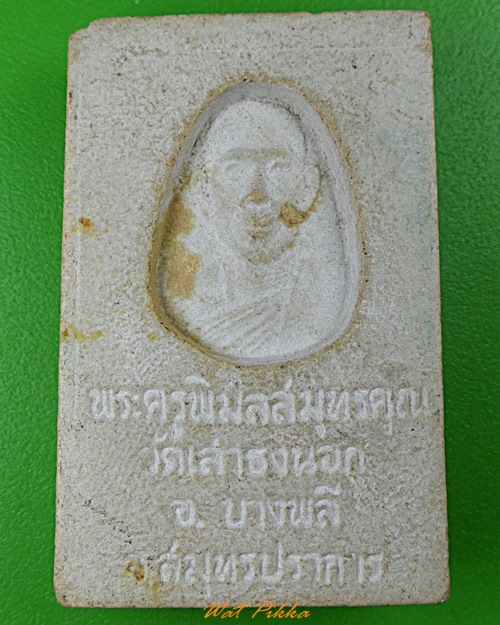 พระครูพิมลสมุทรคุณ
วัดเสาธงนอก
อ. บางพลี
สมุทรปราการ
Wat Pikka